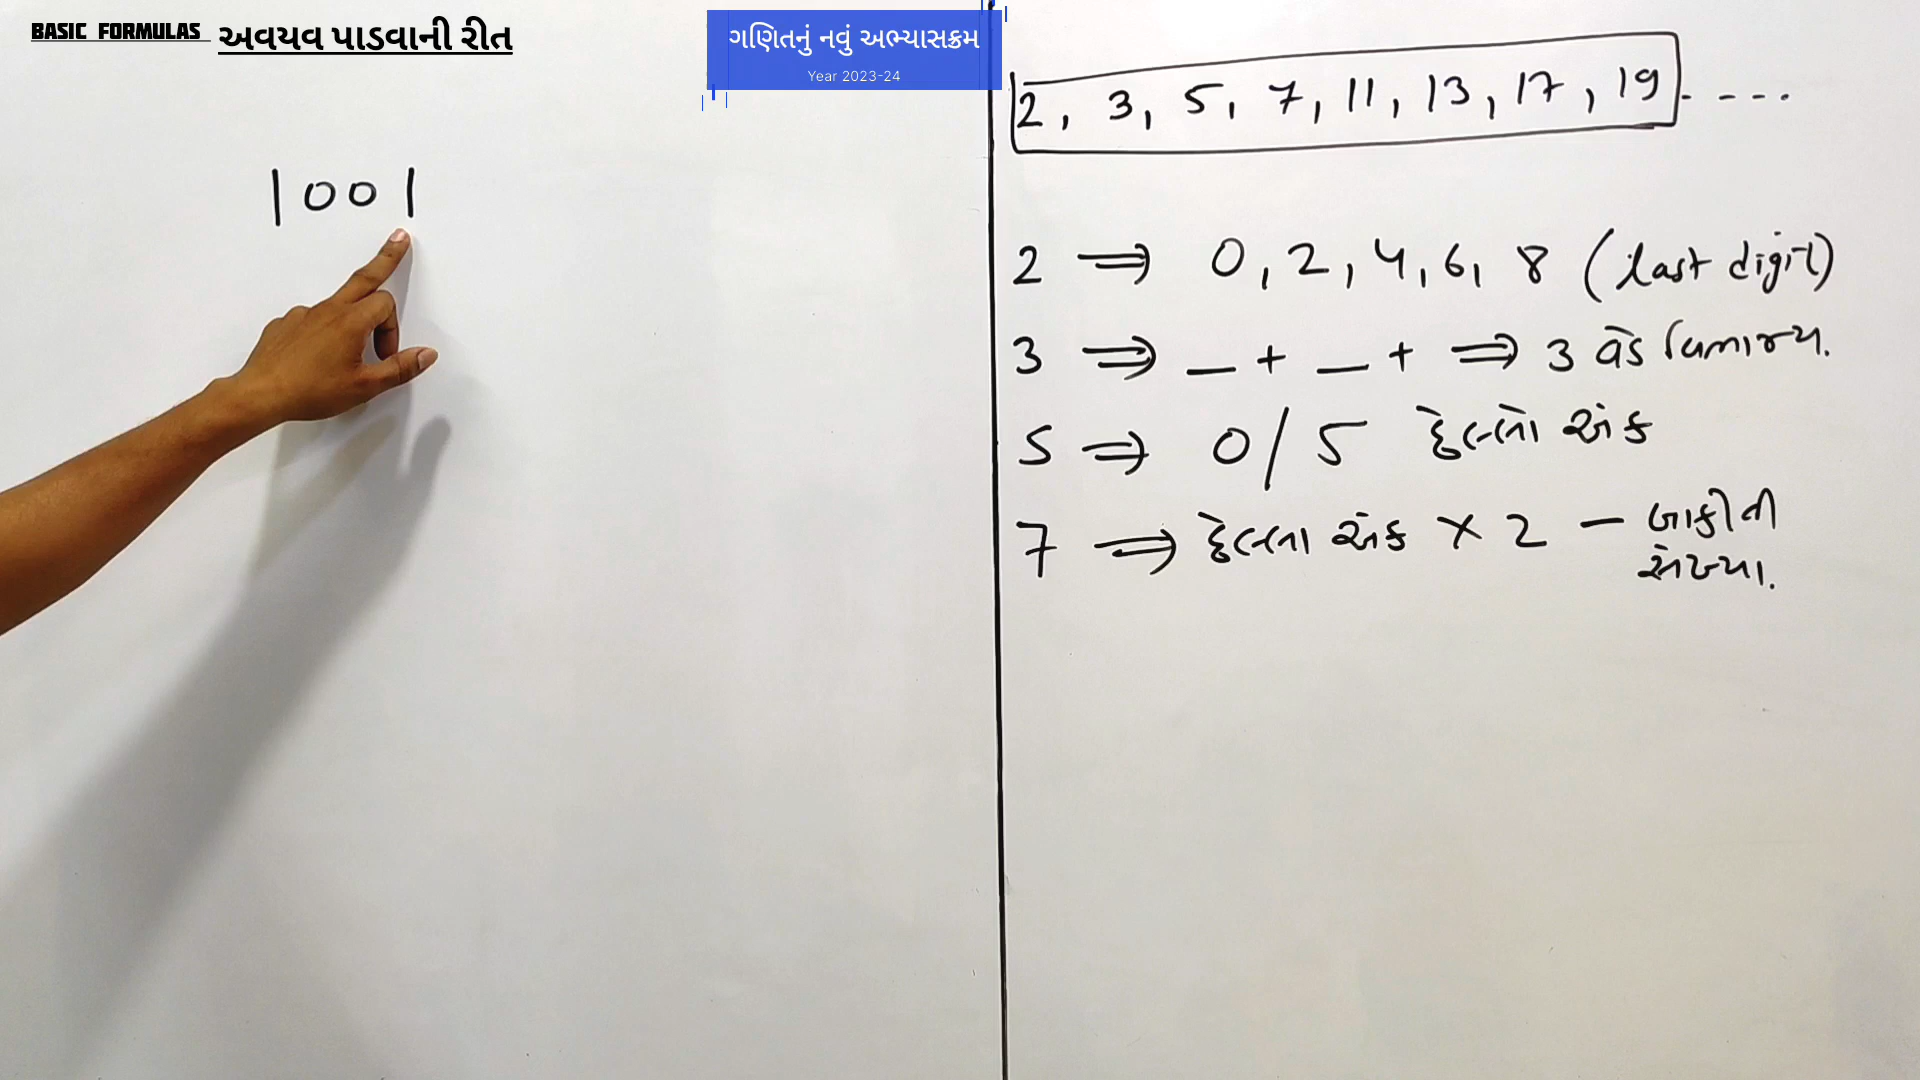 BASIC FORMULAS અવયવ પાડવાની રીત
ગણિતનું નવું અભ્યાસક્રમ
Year 2023-24
1001
2, 3, 5, 7, 11, 13, 17, 19 ----
2 ⇒ 0, 2, 4, 6, 8 (last digit)
3 ⇒ _ + _ + ⇒ 3 વડે વિભાજ્ય.
5 ⇒ 0/5 છેલ્લો અંક
7 ⇒ છેલ્લા અંક × 2 – બાકીની
સંખ્યા.